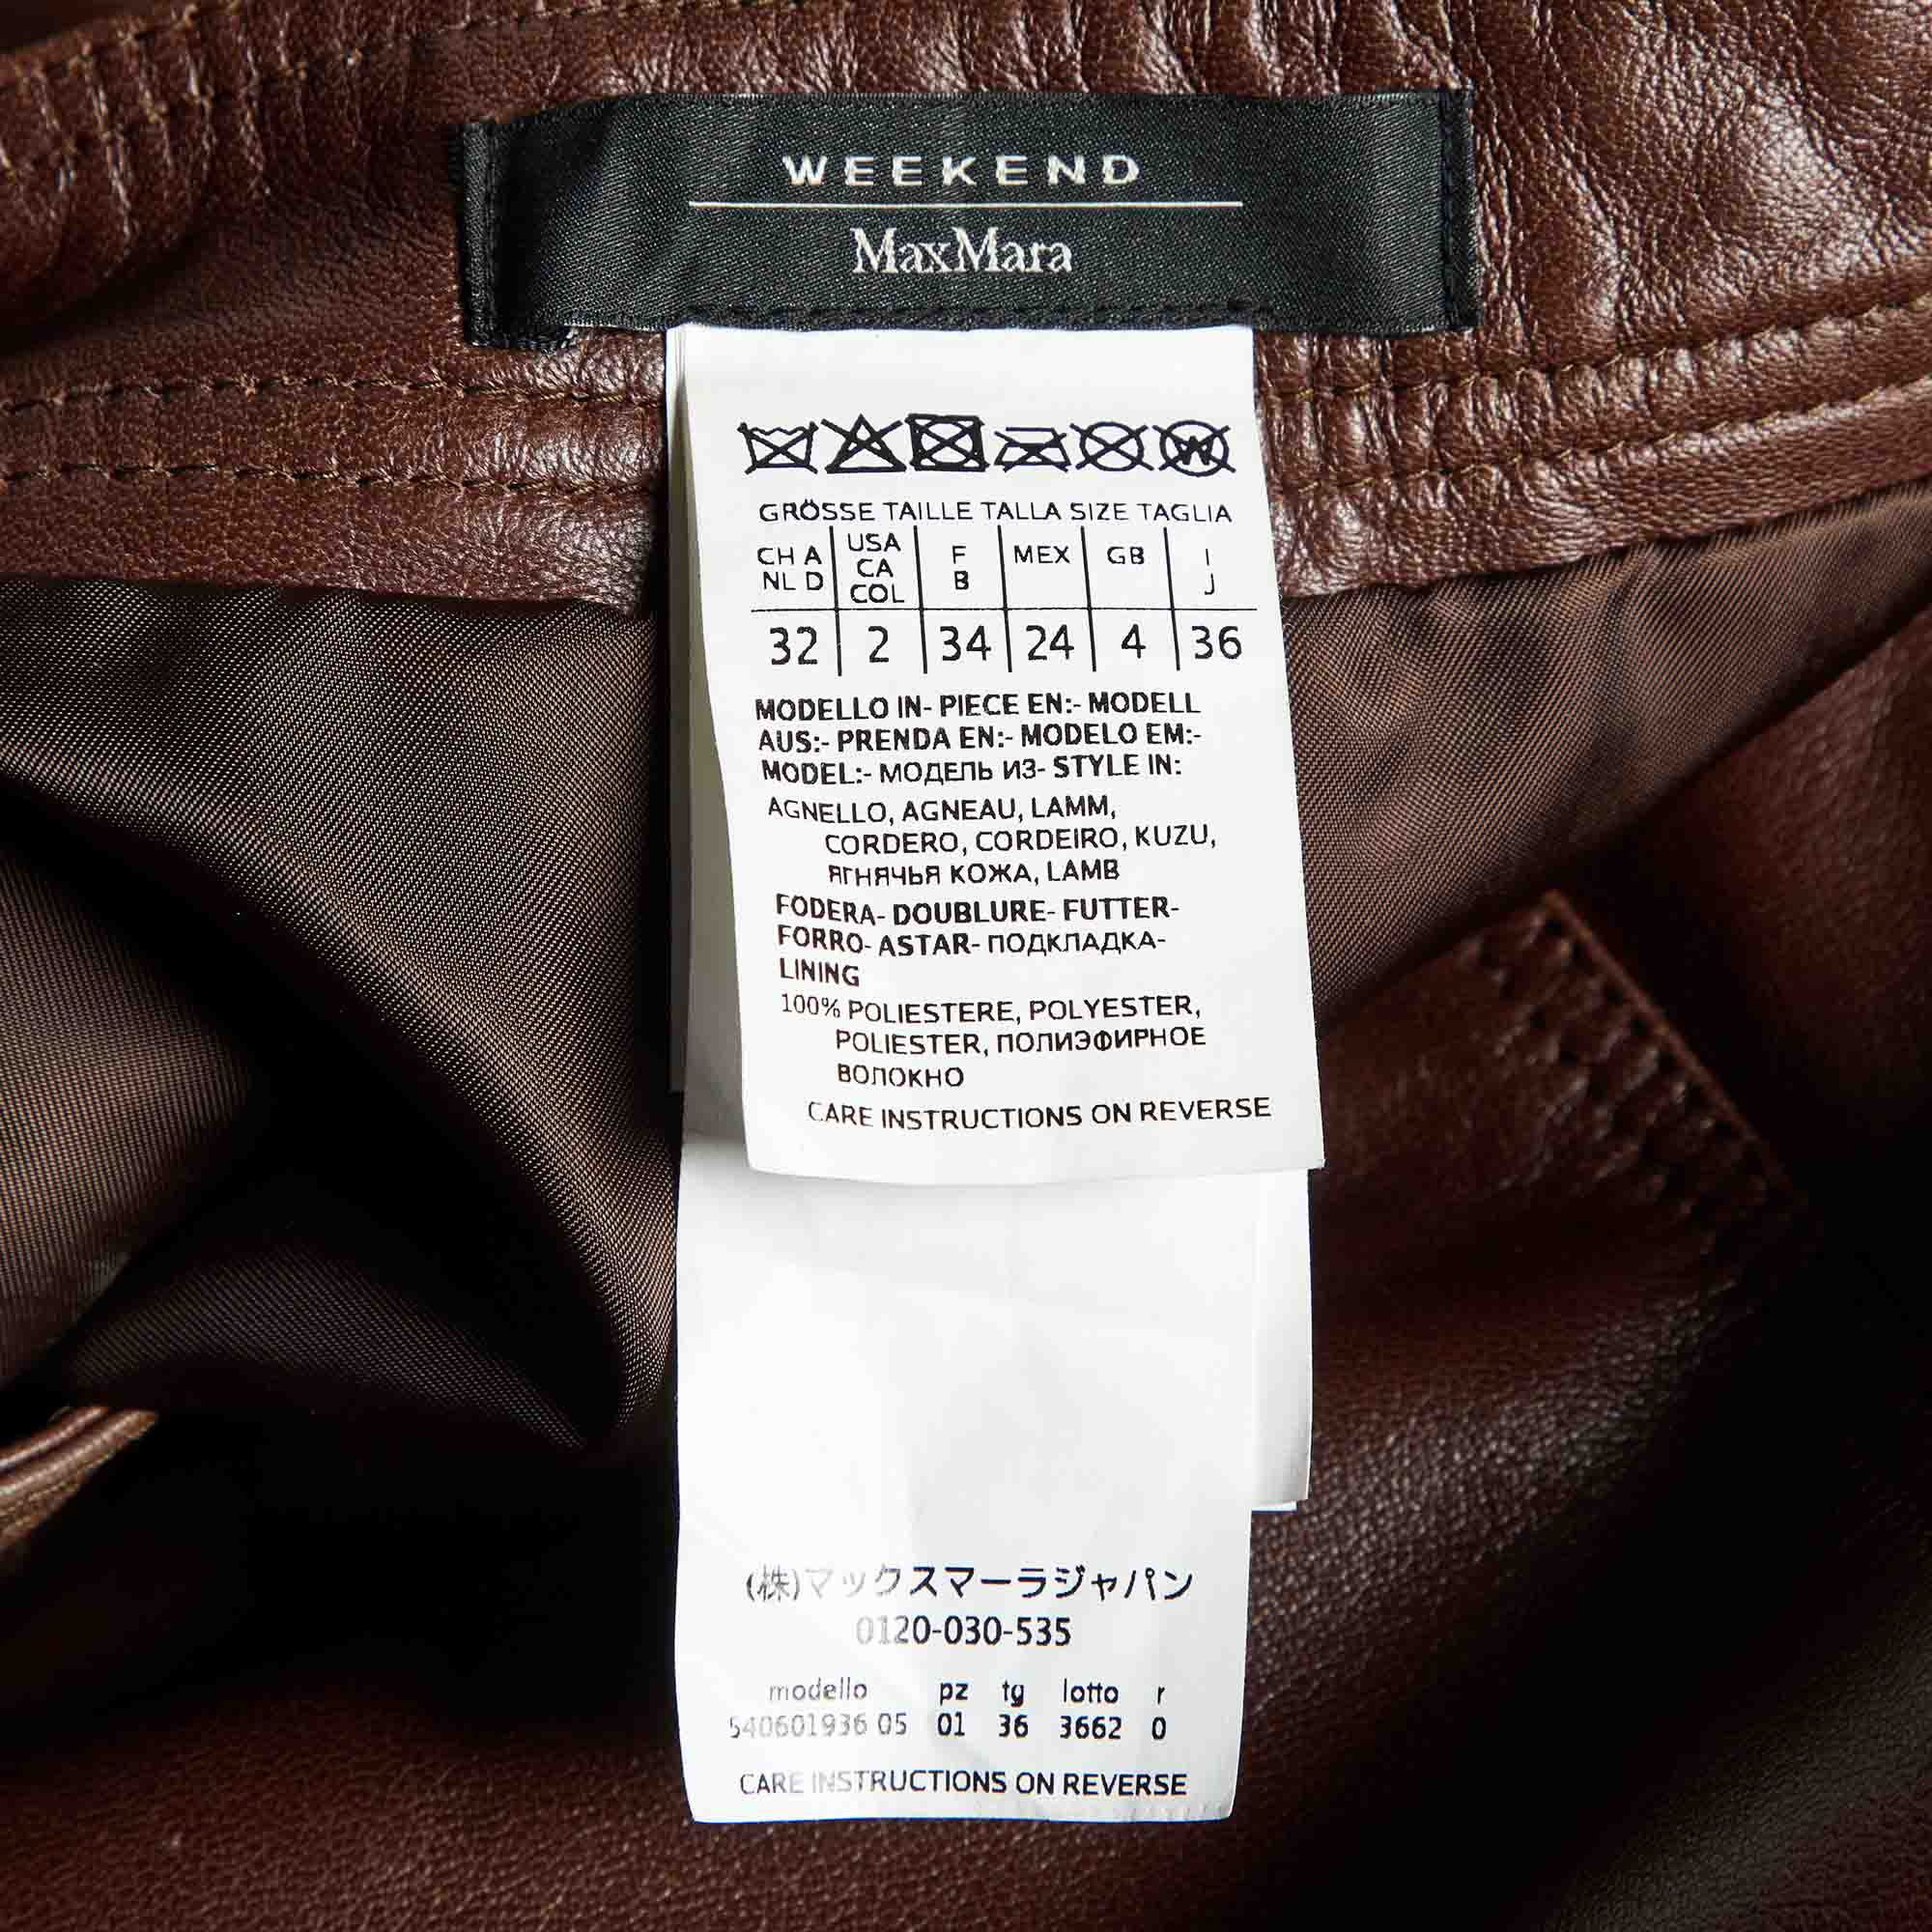 WEEKEND
MaxMara
GRÖSSE TAILLE TALLA SIZE TAGLIA
CH A NL D | USA CA COL | F B | MEX | GB | I J
32 | 2 | 34 | 24 | 4 | 36
MODELLO IN- PIECE EN:- MODELL
AUS:- PRENDA EN:- MODELO EM:-
MODEL:- МОДЕЛЬ ИЗ- STYLE IN:
AGNELLO, AGNEAU, LAMM,
CORDERO, CORDEIRO, KUZU,
ЯГНЯЧЬЯ КОЖА, LAMB
FODERA- DOUBLURE- FUTTER-
FORRO- ASTAR- ПОДКЛАДКА-
LINING
100% POLIESTERE, POLYESTER,
POLIESTER, ПОЛИЭФИРНОЕ
ВОЛОКНО
CARE INSTRUCTIONS ON REVERSE
(株)マックスマーラジャパン
0120-030-535
modello pz tg lotto r
540601936 05 01 36 3662 0
CARE INSTRUCTIONS ON REVERSE